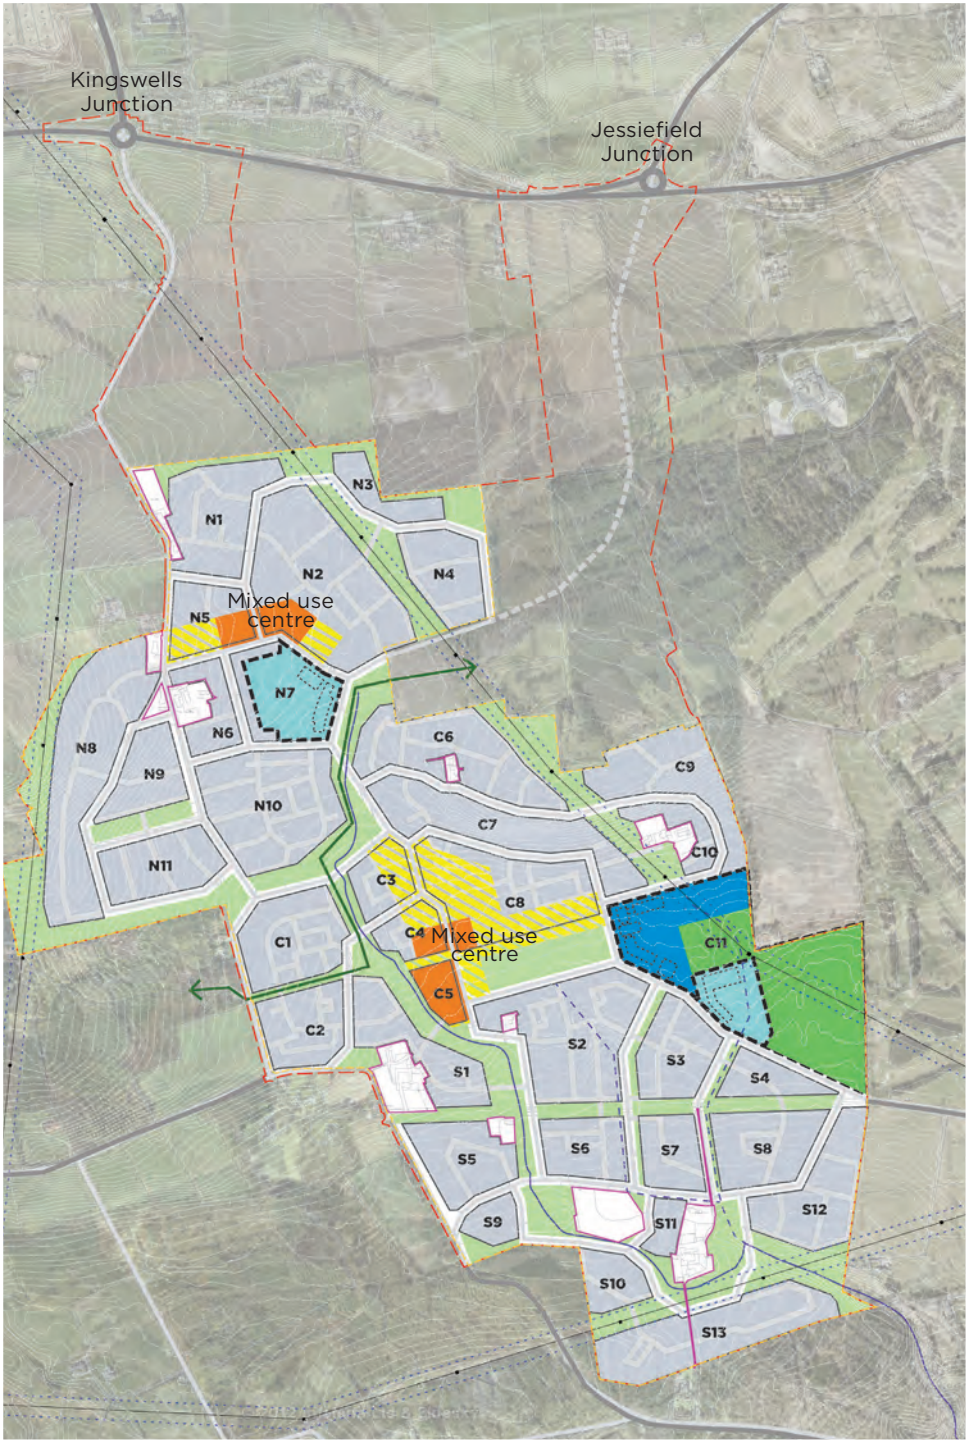 Kingswells
Junction
Jessiefield
Junction
N3
N1
N2
N4
Mixed use
centre
N5
N7
N6
N8
C6
N9
C9
N10
C7
C10
N11
C3
C8
C4
Mixed use
centre
C1
C11
C5
C2
S2
S3
S1
S4
S5
S6
S7
S8
S9
S11
S12
S10
S13